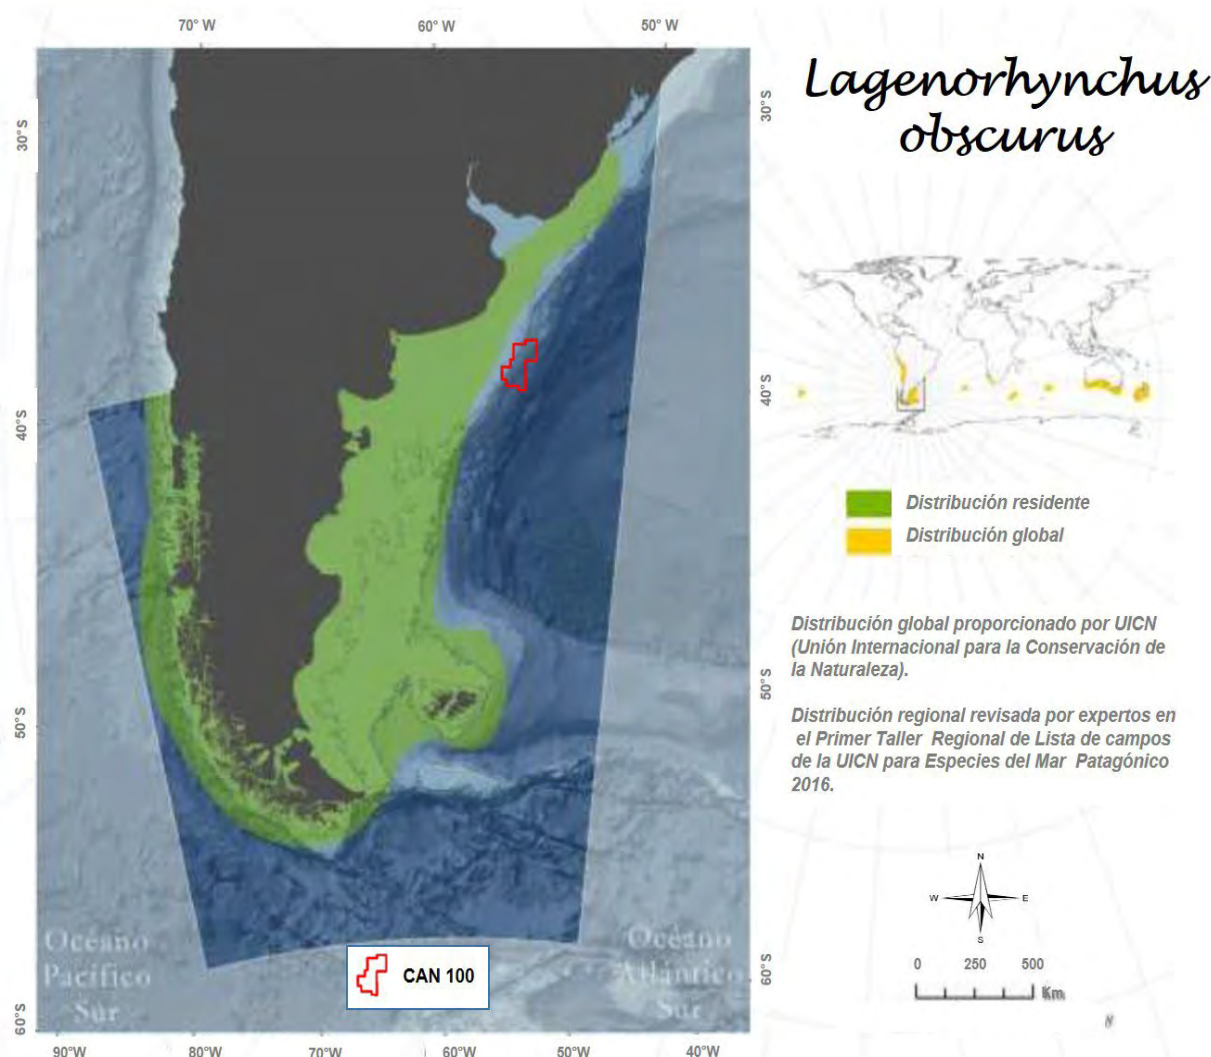 70° W
60° W
50° W
Lagenorhynchus
obscurus
30°S
30°S
40°S
40°S
Distribución residente
Distribución global
Distribución global proporcionado por UICN
(Unión Internacional para la Conservación de
la Naturaleza).
50°S
50°S
Distribución regional revisada por expertos en
el Primer Taller Regional de Lista de campos
de la UICN para Especies del Mar Patagónico
2016.
N
W
E
S
Océano
Pacífico
Sur
Océano
Atlántico
Sur
CAN 100
0 250 500
Km
60°S
60°S
90°W
80°W
70°W
60°W
50°W
40°W